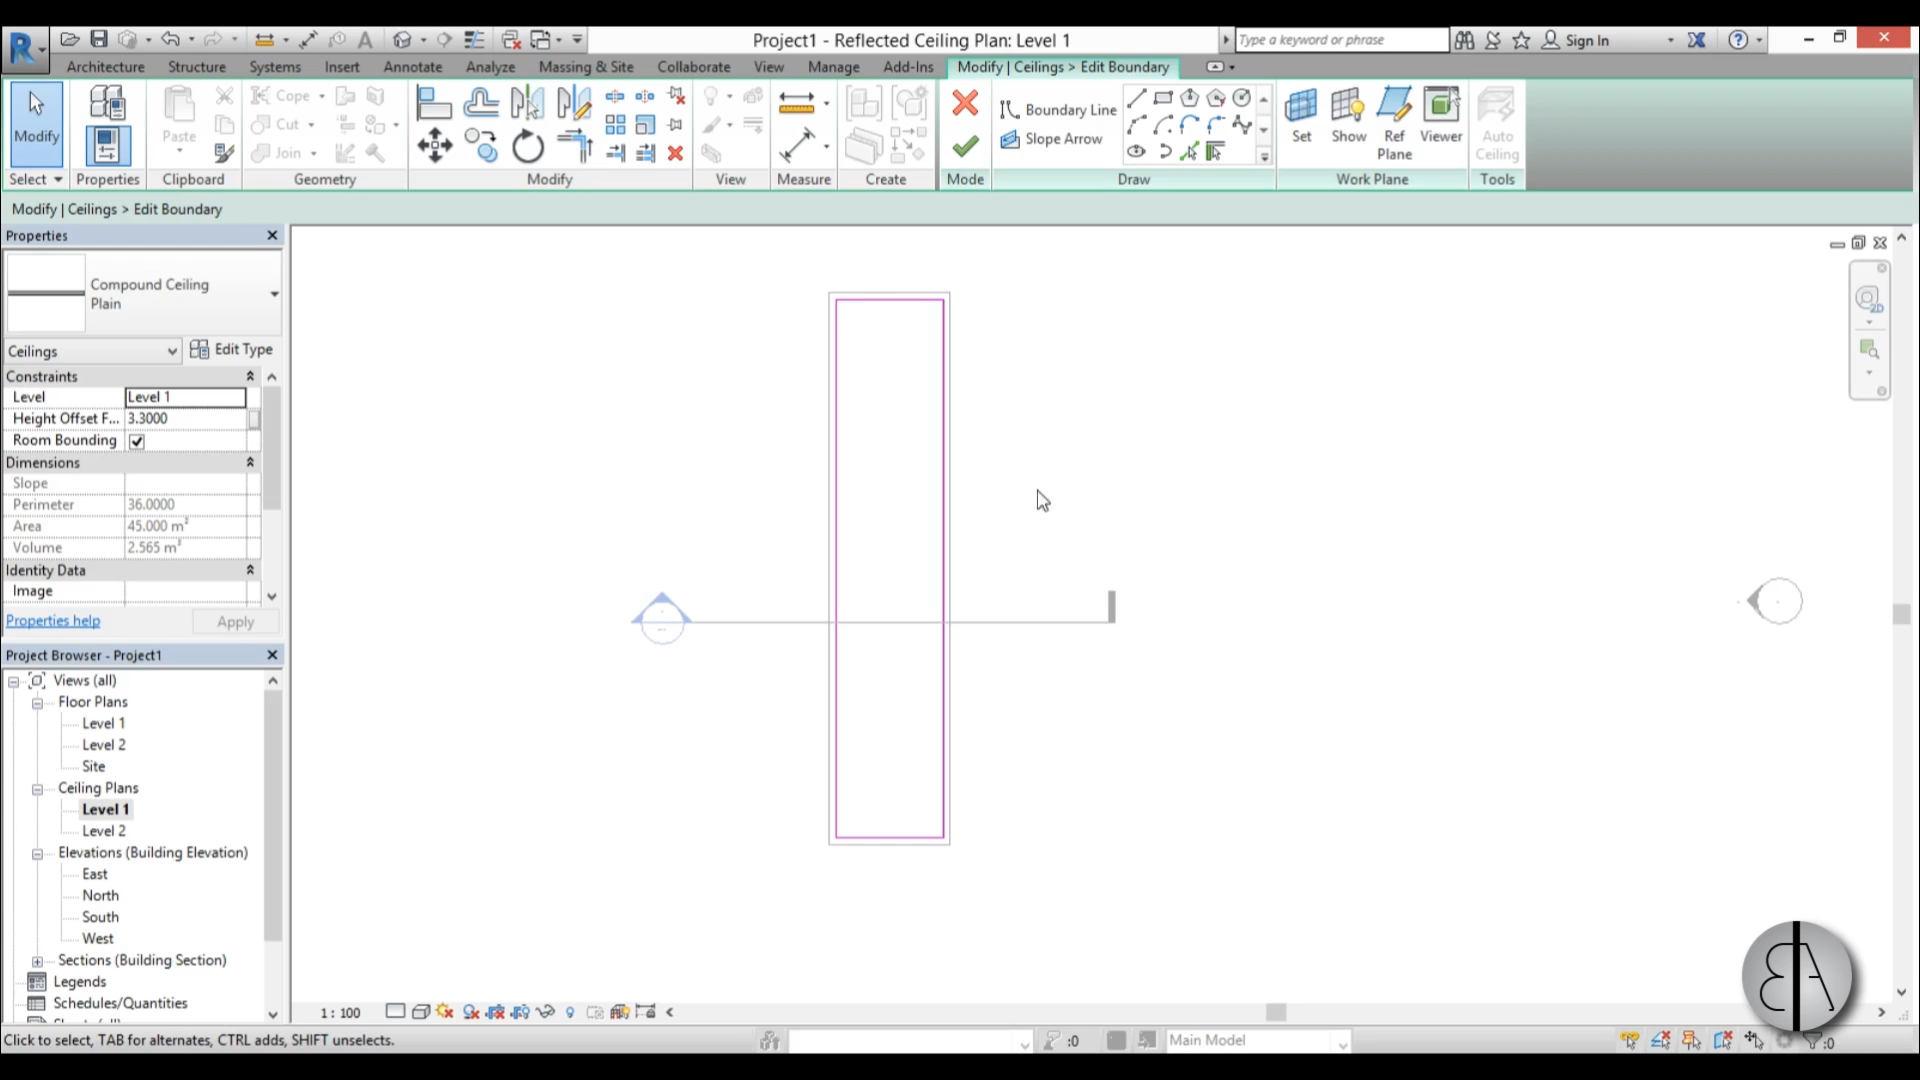 Project1 - Reflected Ceiling Plan: Level 1
Type a keyword or phrase
Sign In
Architecture Structure Systems Insert Annotate Analyze Massing & Site Collaborate View Manage Add-Ins Modify | Ceilings > Edit Boundary
Modify
Paste
Cope
Cut
Join
Boundary Line
Slope Arrow
Set
Show
Ref Plane
Viewer
Auto Ceiling
Select Properties Clipboard Geometry Modify View Measure Create Mode Draw Work Plane Tools
Modify | Ceilings > Edit Boundary
Properties
Compound Ceiling
Plain
Ceilings Edit Type
Constraints
Level Level 1
Height Offset F... 3.3000
Room Bounding
Dimensions
Slope
Perimeter 36.0000
Area 45.000 m²
Volume 2.565 m³
Identity Data
Image
Properties help Apply
Project Browser - Project1
Views (all)
Floor Plans
Level 1
Level 2
Site
Ceiling Plans
Level 1
Level 2
Elevations (Building Elevation)
East
North
South
West
Sections (Building Section)
Legends
Schedules/Quantities
2D
1 : 100
Click to select, TAB for alternates, CTRL adds, SHIFT unselects.
:0
Main Model
:0